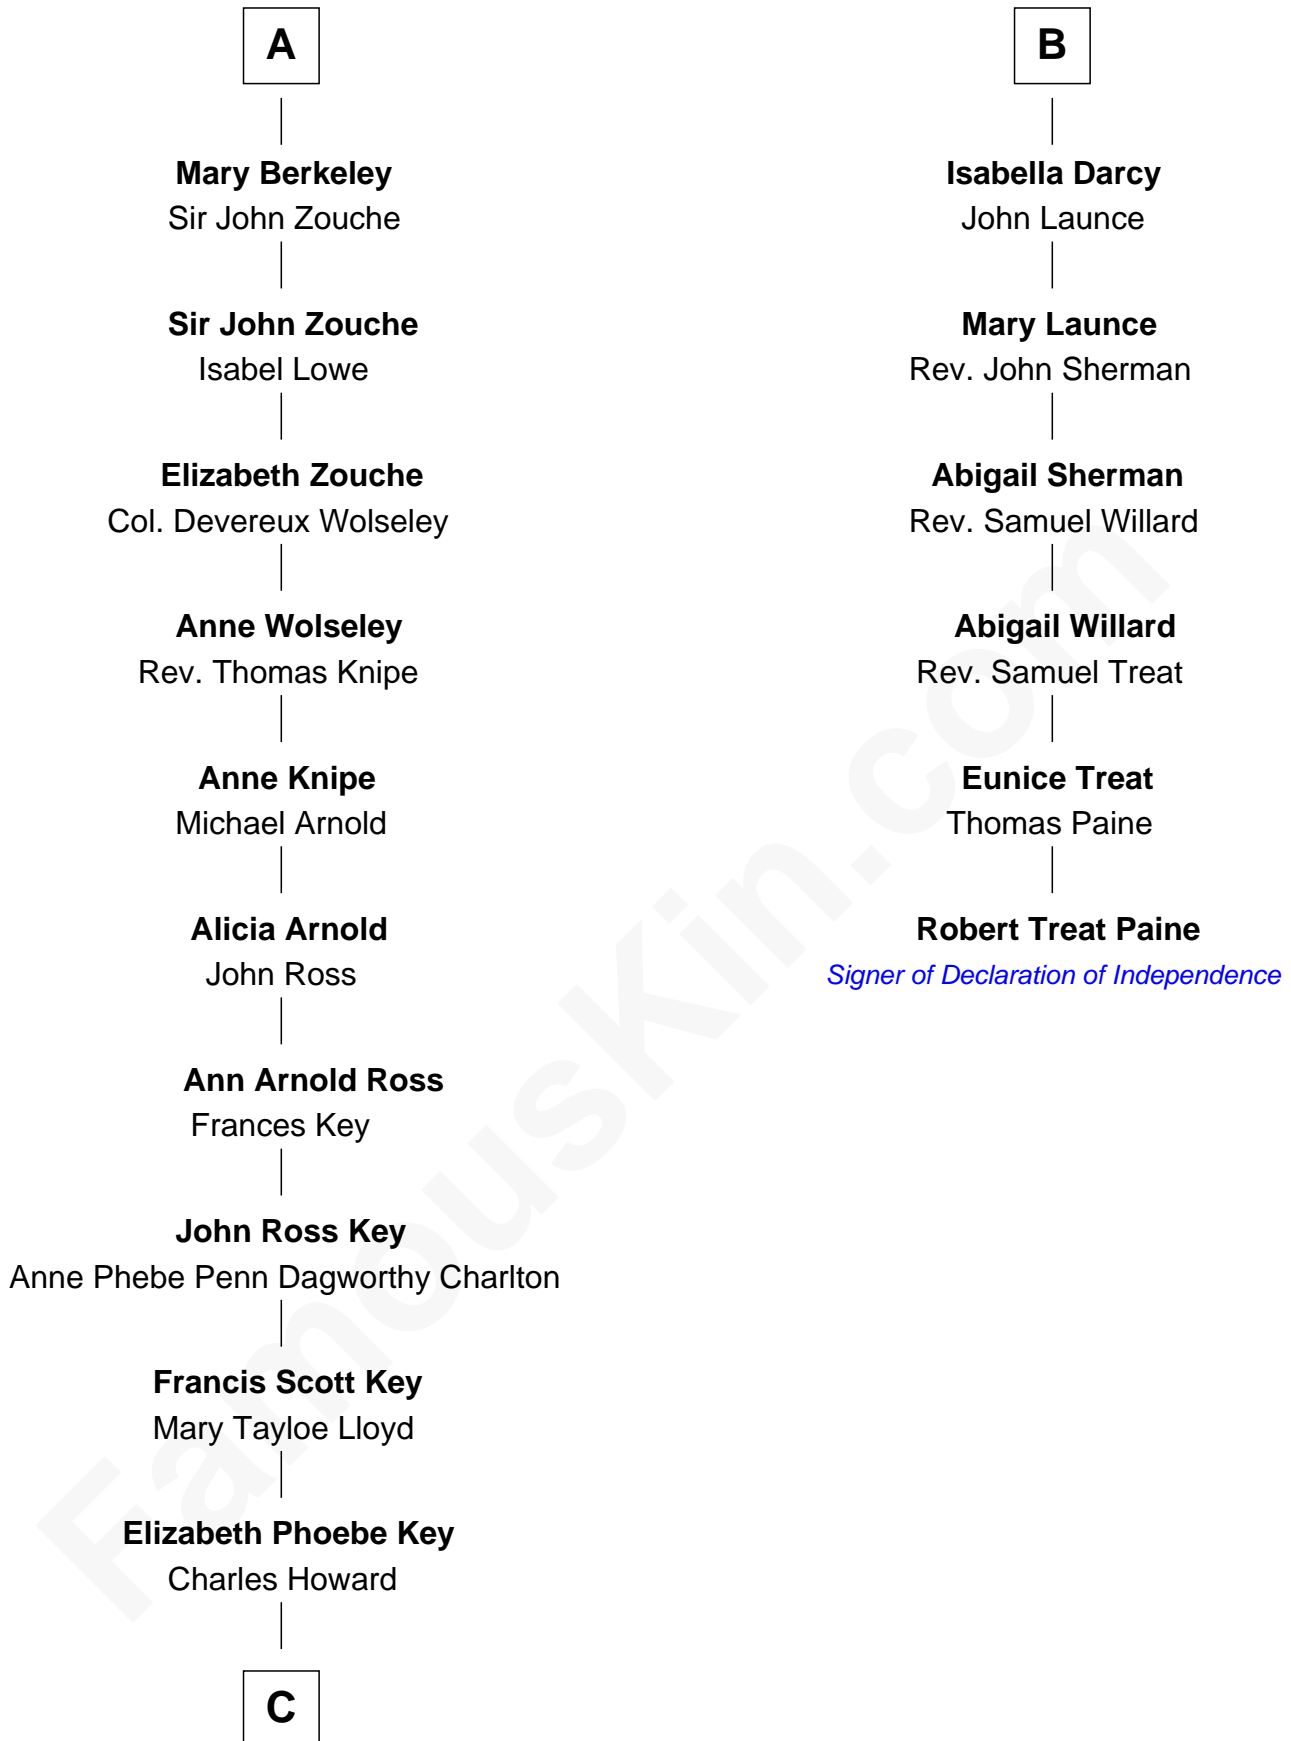 A
Mary Berkeley
Sir John Zouche
Sir John Zouche
Isabel Lowe
Elizabeth Zouche
Col. Devereux Wolseley
Anne Wolseley
Rev. Thomas Knipe
Anne Knipe
Michael Arnold
Alicia Arnold
John Ross
Ann Arnold Ross
Frances Key
John Ross Key
Anne Phebe Penn Dagworthy Charlton
Francis Scott Key
Mary Tayloe Lloyd
Elizabeth Phoebe Key
Charles Howard
C
B
Isabella Darcy
John Launce
Mary Launce
Rev. John Sherman
Abigail Sherman
Rev. Samuel Willard
Abigail Willard
Rev. Samuel Treat
Eunice Treat
Thomas Paine
Robert Treat Paine
Signer of Declaration of Independence
FamousKin.com